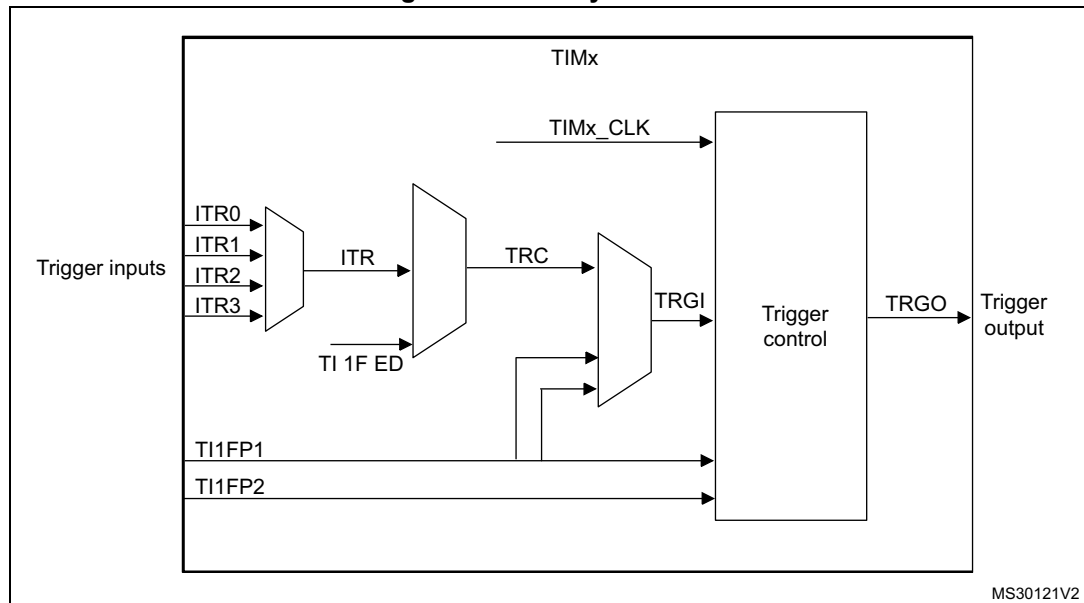 TIMx
TIMx_CLK
ITR0
ITR1
ITR2
ITR3
Trigger inputs
ITR
TI 1F ED
TRC
TRGI
Trigger
control
TRGO
Trigger
output
TI1FP1
TI1FP2
MS30121V2